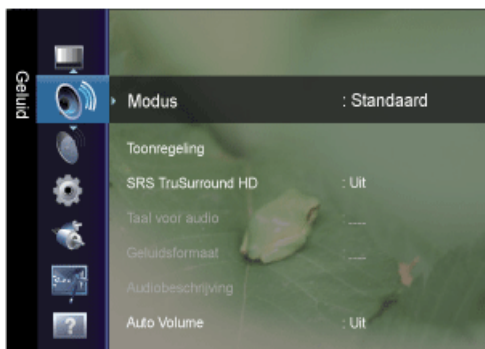 Geluid
Modus : Standaard
Toonregeling
SRS TruSurround HD : Uit
Taal voor audio : ----
Geluidsformaat ----
Audiobeschrijving
Auto Volume : Uit
?